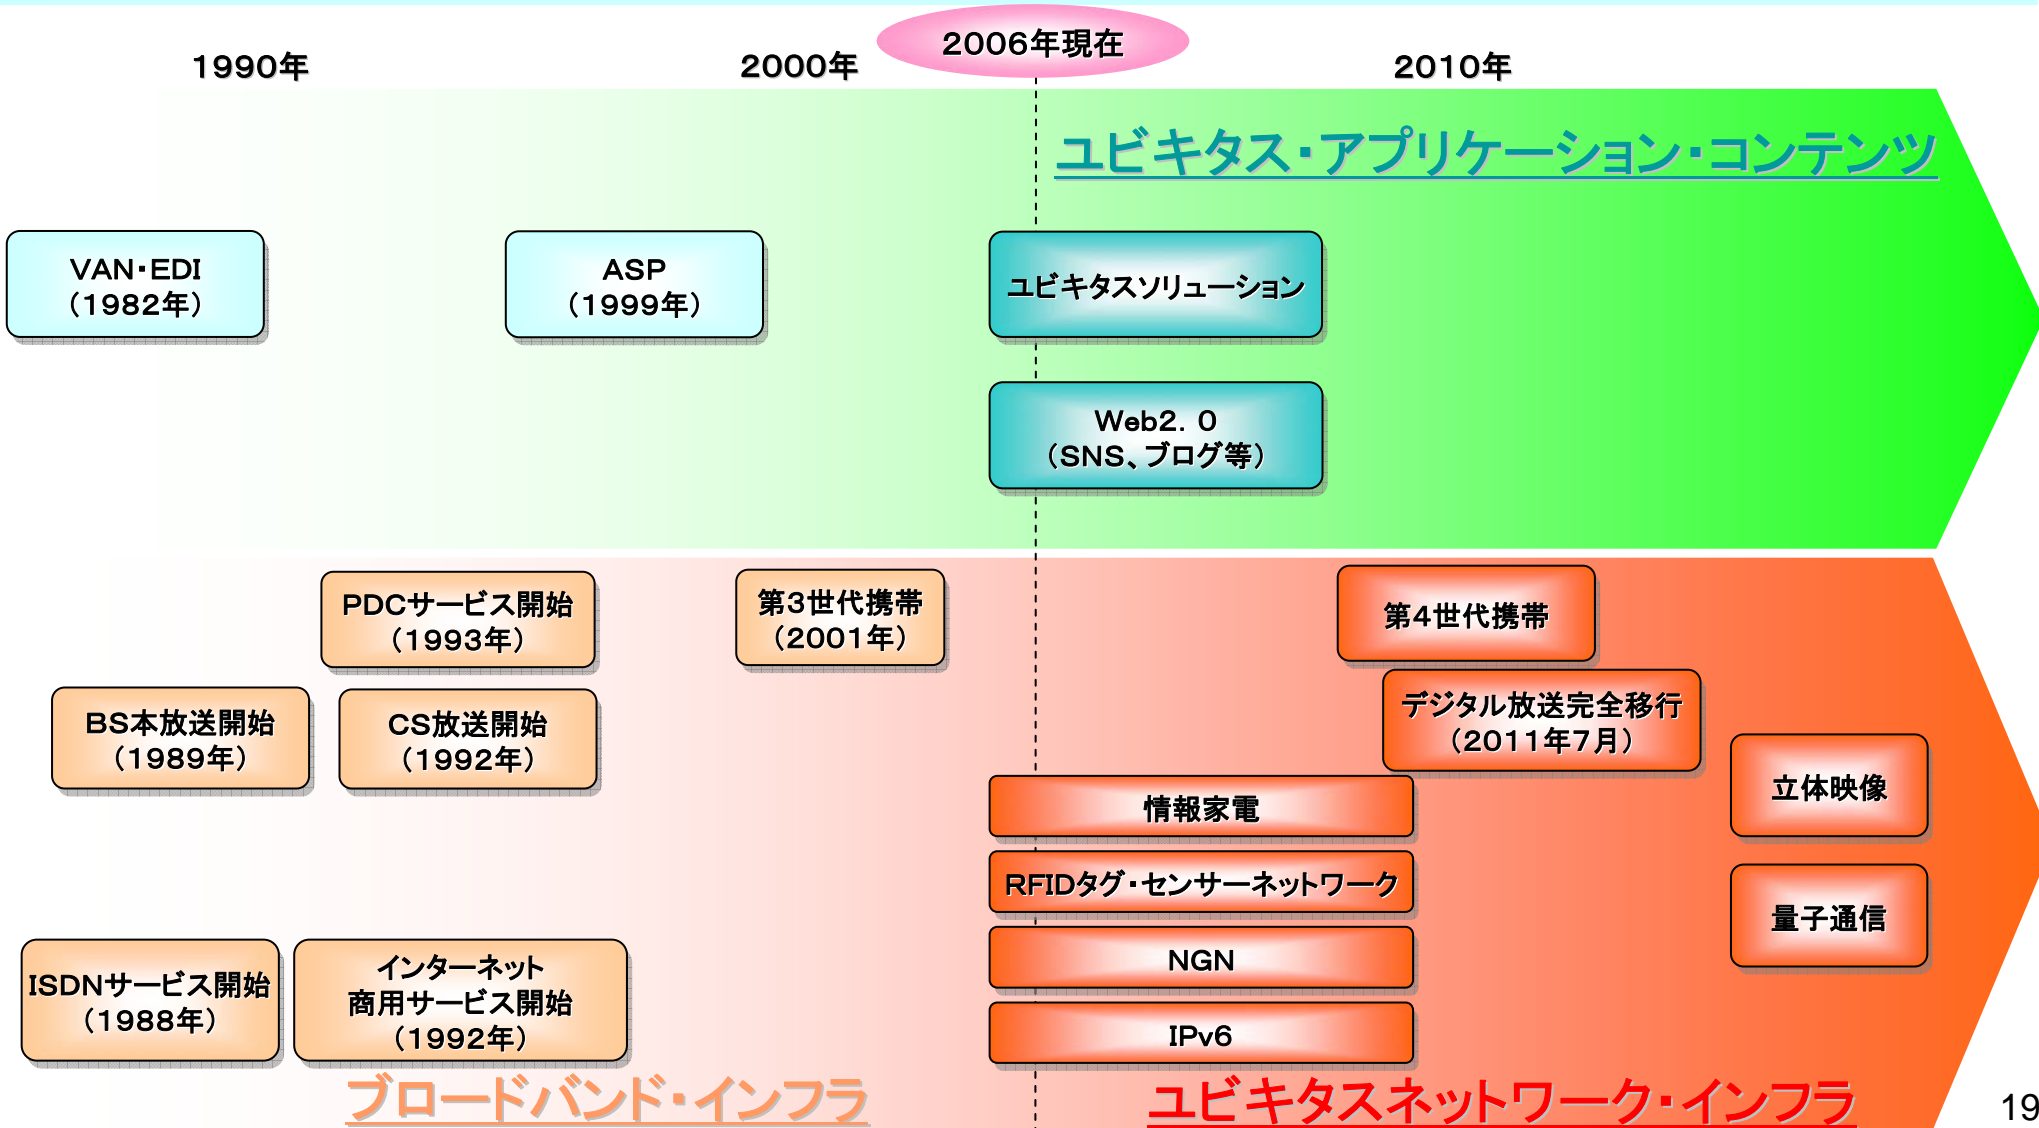 1990年
2000年
2006年現在
2010年
ユビキタス・アプリケーション・コンテンツ
VAN・EDI
（1982年）
ASP
（1999年）
ユビキタスソリューション
Web2．0
（SNS、ブログ等）
PDCサービス開始
（1993年）
第3世代携帯
（2001年）
第4世代携帯
BS本放送開始
（1989年）
CS放送開始
（1992年）
デジタル放送完全移行
（2011年7月）
立体映像
情報家電
RFIDタグ・センサーネットワーク
量子通信
NGN
IPv6
ISDNサービス開始
（1988年）
インターネット
商用サービス開始
（1992年）
ブロードバンド・インフラ
ユビキタスネットワーク・インフラ
19